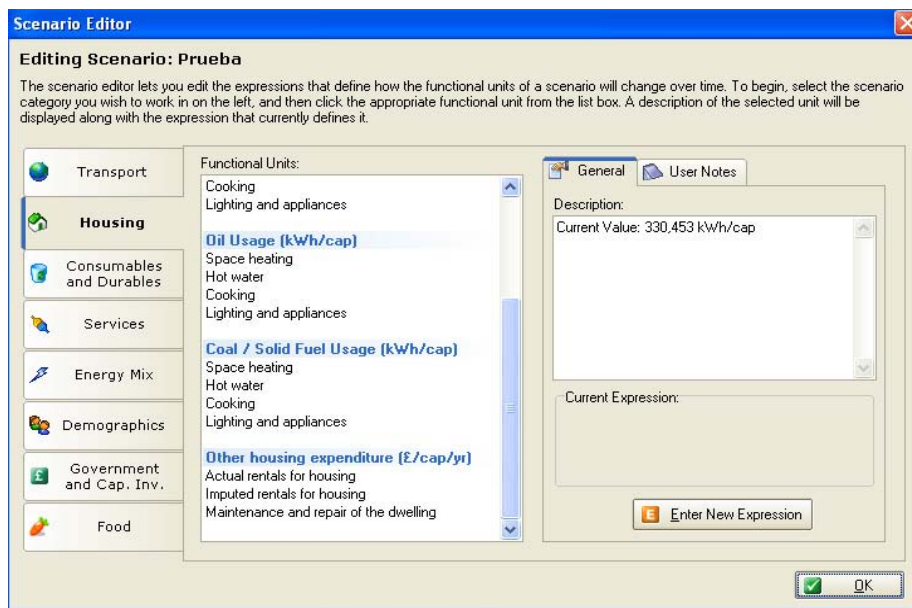 Scenario Editor
Editing Scenario: Prueba
The scenario editor lets you edit the expressions that define how the functional units of a scenario will change over time. To begin, select the scenario
category you wish to work in on the left, and then click the appropriate functional unit from the list box. A description of the selected unit will be
displayed along with the expression that currently defines it.
Transport
Housing
Consumables
and Durables
Services
Energy Mix
Demographics
Government
and Cap. Inv.
Food
Functional Units:
Cooking
Lighting and appliances
Oil Usage (kWh/cap)
Space heating
Hot water
Cooking
Lighting and appliances
Coal / Solid Fuel Usage (kWh/cap)
Space heating
Hot water
Cooking
Lighting and appliances
Other housing expenditure (£/cap/yr)
Actual rentals for housing
Imputed rentals for housing
Maintenance and repair of the dwelling
General
User Notes
Description:
Current Value: 330,453 kWh/cap
Current Expression:
E Enter New Expression
OK